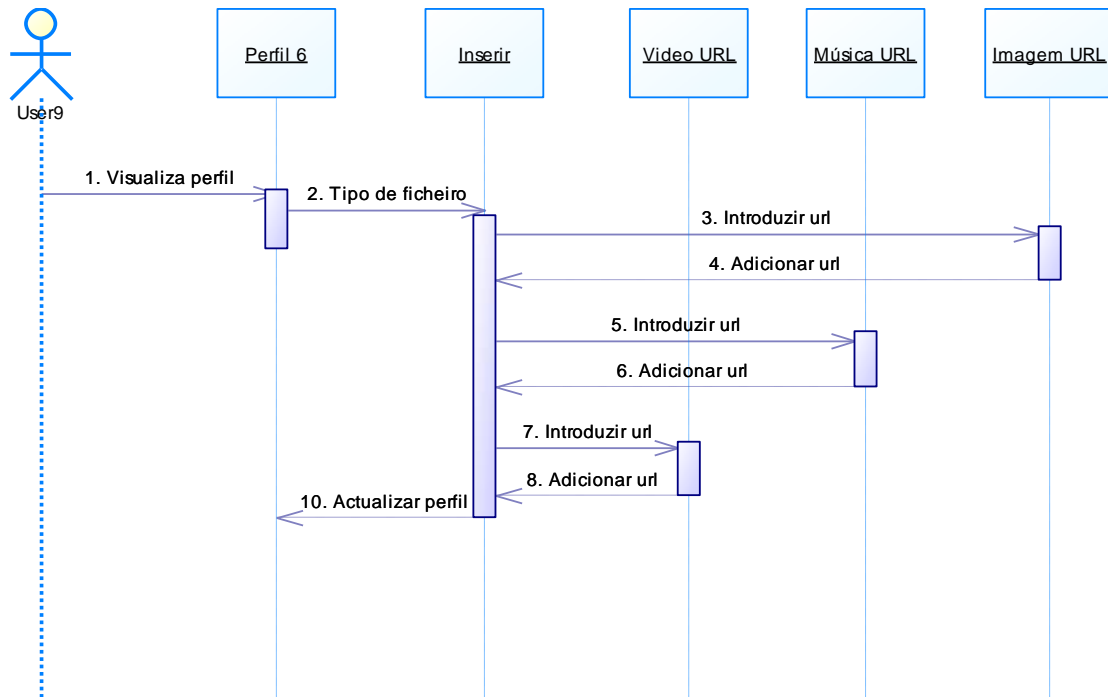 User9
Perfil 6
Inserir
Video URL
Música URL
Imagem URL
1. Visualiza perfil
2. Tipo de ficheiro
3. Introduzir url
4. Adicionar url
5. Introduzir url
6. Adicionar url
7. Introduzir url
8. Adicionar url
10. Actualizar perfil